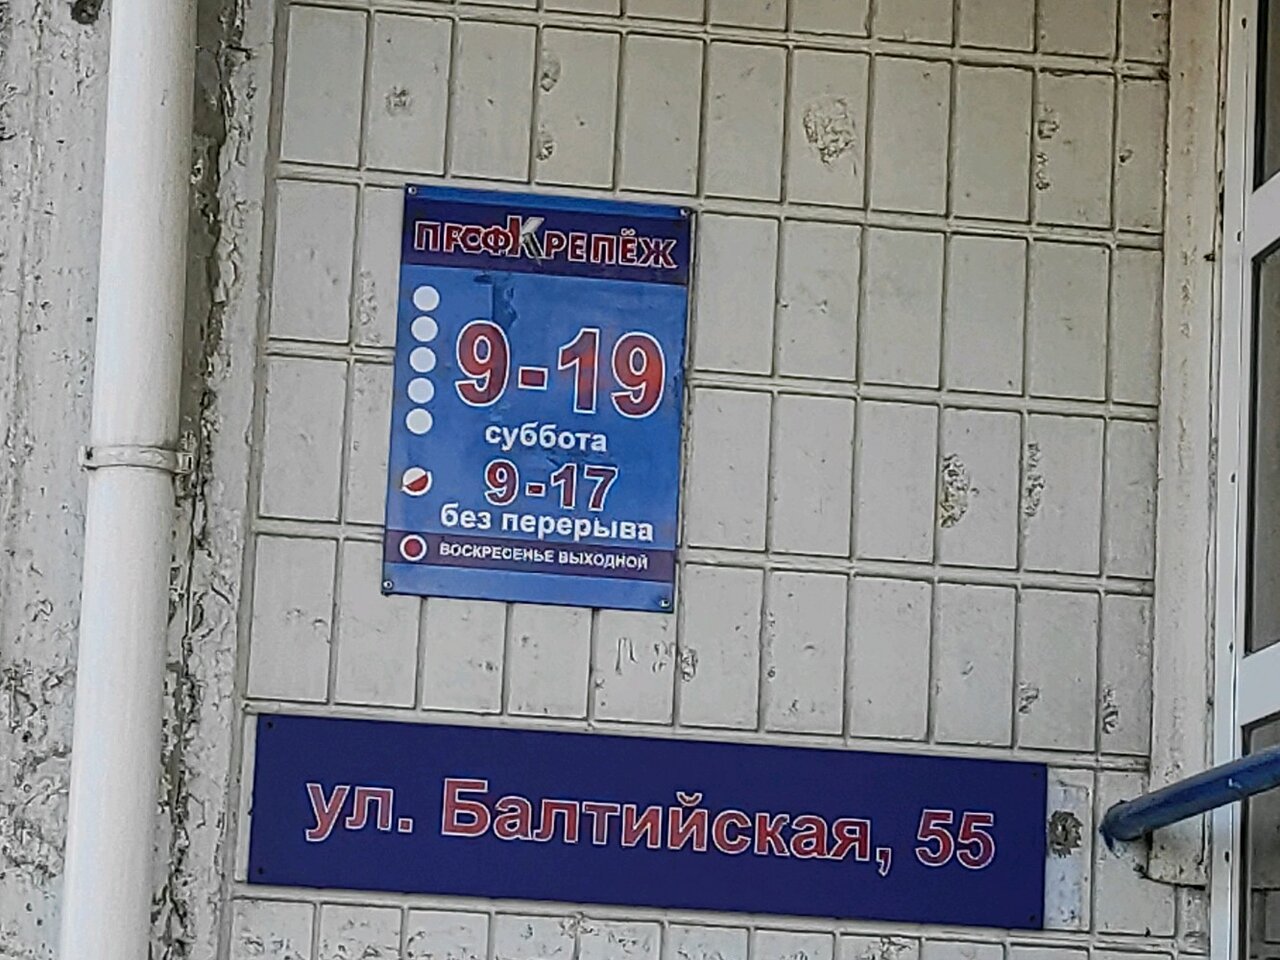 ПРОФКРЕПЁЖ
9-19
суббота
9-17
без перерыва
ВОСКРЕСЕНЬЕ ВЫХОДНОЙ
ул. Балтийская, 55